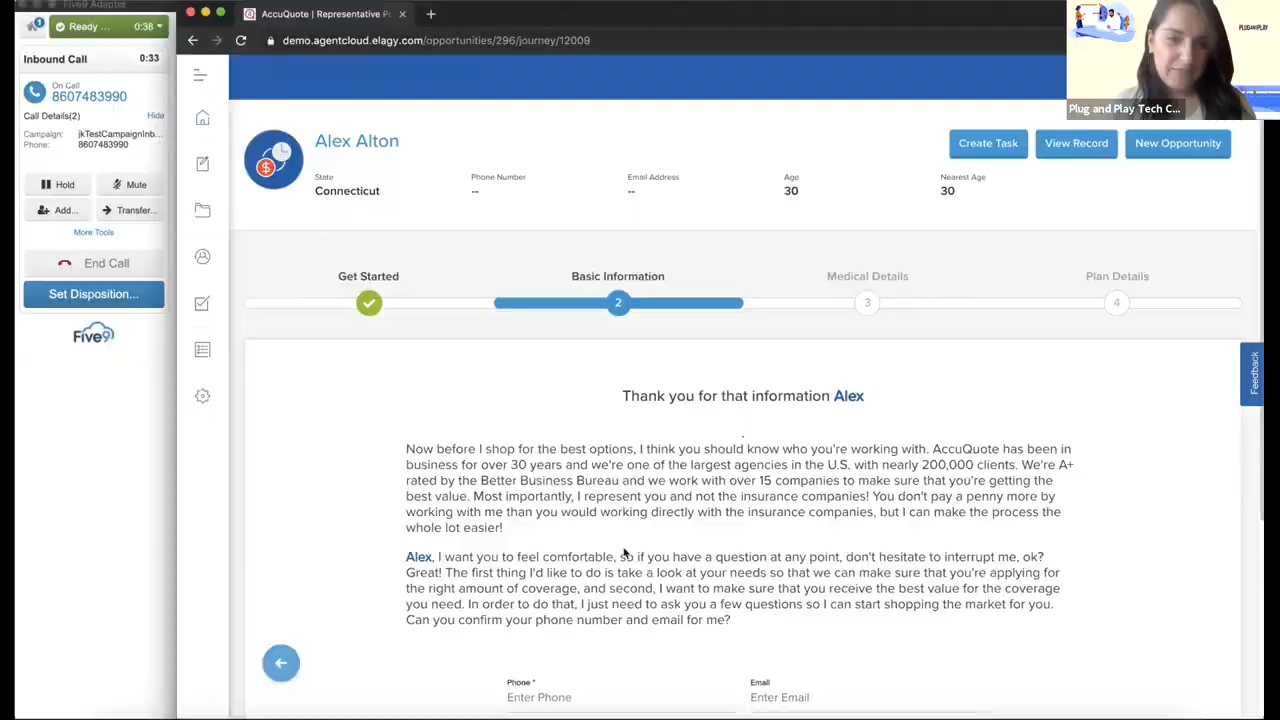 Five9 Adapter
1
Ready ...
0:38
Inbound Call
0:33
On Call
8607483990
Call Details(2)
Hide
Campaign:
jkTestCampaignInb...
Phone:
8607483990
Hold
Mute
Add...
Transfer...
More Tools
End Call
Set Disposition...
Five9
AccuQuote | Representative Po
demo.agentcloud.elagy.com/opportunities/296/journey/12009
PLUGANDPLAY
Plug and Play Tech C...
Alex Alton
Create Task
View Record
New Opportunity
State
Phone Number
Email Address
Age
Nearest Age
Connecticut
--
--
30
30
Get Started
Basic Information
Medical Details
Plan Details
2
3
4
Feedback
Thank you for that information Alex
.
Now before I shop for the best options, I think you should know who you're working with. AccuQuote has been in
business for over 30 years and we're one of the largest agencies in the U.S. with nearly 200,000 clients. We're A+
rated by the Better Business Bureau and we work with over 15 companies to make sure that you're getting the
best value. Most importantly, I represent you and not the insurance companies! You don't pay a penny more by
working with me than you would working directly with the insurance companies, but I can make the process the
whole lot easier!
Alex, I want you to feel comfortable, so if you have a question at any point, don't hesitate to interrupt me, ok?
Great! The first thing I'd like to do is take a look at your needs so that we can make sure that you're applying for
the right amount of coverage, and second, I want to make sure that you receive the best value for the coverage
you need. In order to do that, I just need to ask you a few questions so I can start shopping the market for you.
Can you confirm your phone number and email for me?
Phone *
Email
Enter Phone
Enter Email